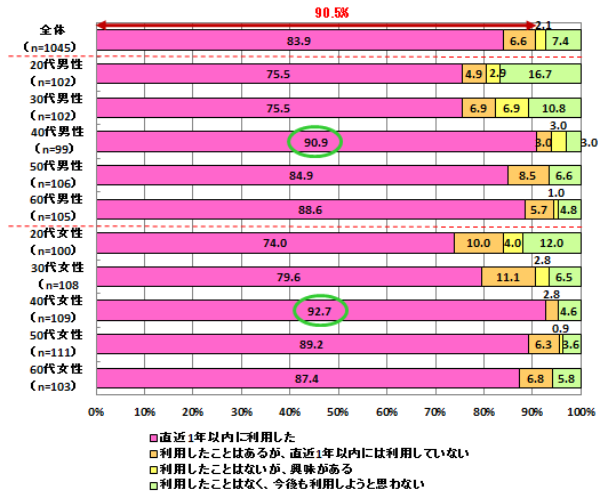 90.5%
全体
(n=1045)
83.9 6.6 2.1 7.4
20代男性
(n=102)
75.5 4.9 2.9 16.7
30代男性
(n=102)
75.5 6.9 6.9 10.8
40代男性
(n=99)
90.9 3.0 3.0 3.0
50代男性
(n=106)
84.9 8.5 6.6
60代男性
(n=105)
88.6 5.7 1.0 4.8
20代女性
(n=100)
74.0 10.0 4.0 12.0
30代女性
(n=108
79.6 11.1 2.8 6.5
40代女性
(n=109)
92.7 2.8 4.6
50代女性
(n=111)
89.2 6.3 0.9 3.6
60代女性
(n=103)
87.4 6.8 5.8
0% 10% 20% 30% 40% 50% 60% 70% 80% 90% 100%
直近1年以内に利用した
利用したことはあるが、直近1年以内には利用していない
利用したことはないが、興味がある
利用したことはなく、今後も利用しようと思わない